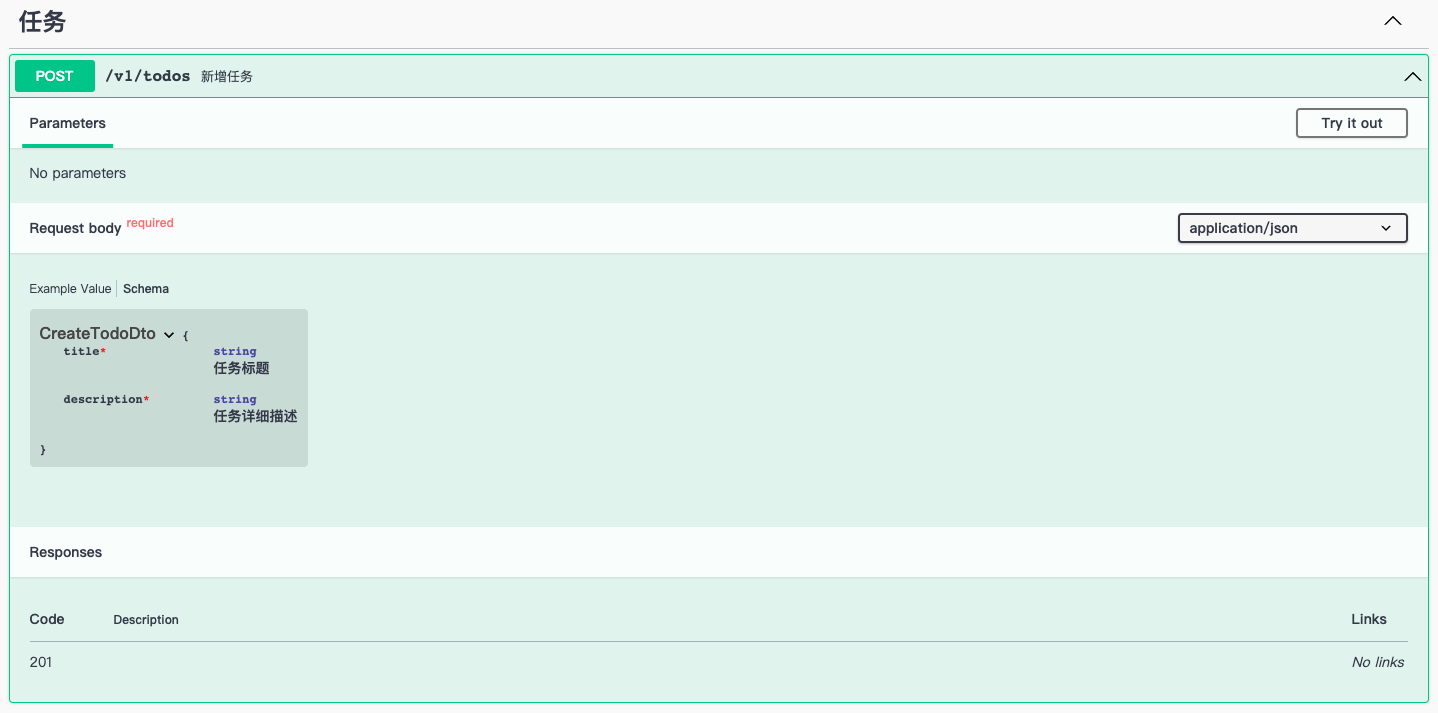 任务
POST /v1/todos 新增任务
Parameters Try it out
No parameters
Request body required application/json
Example Value Schema
CreateTodoDto {
title* string
任务标题
description* string
任务详细描述
}
Responses
Code Description Links
201 No links